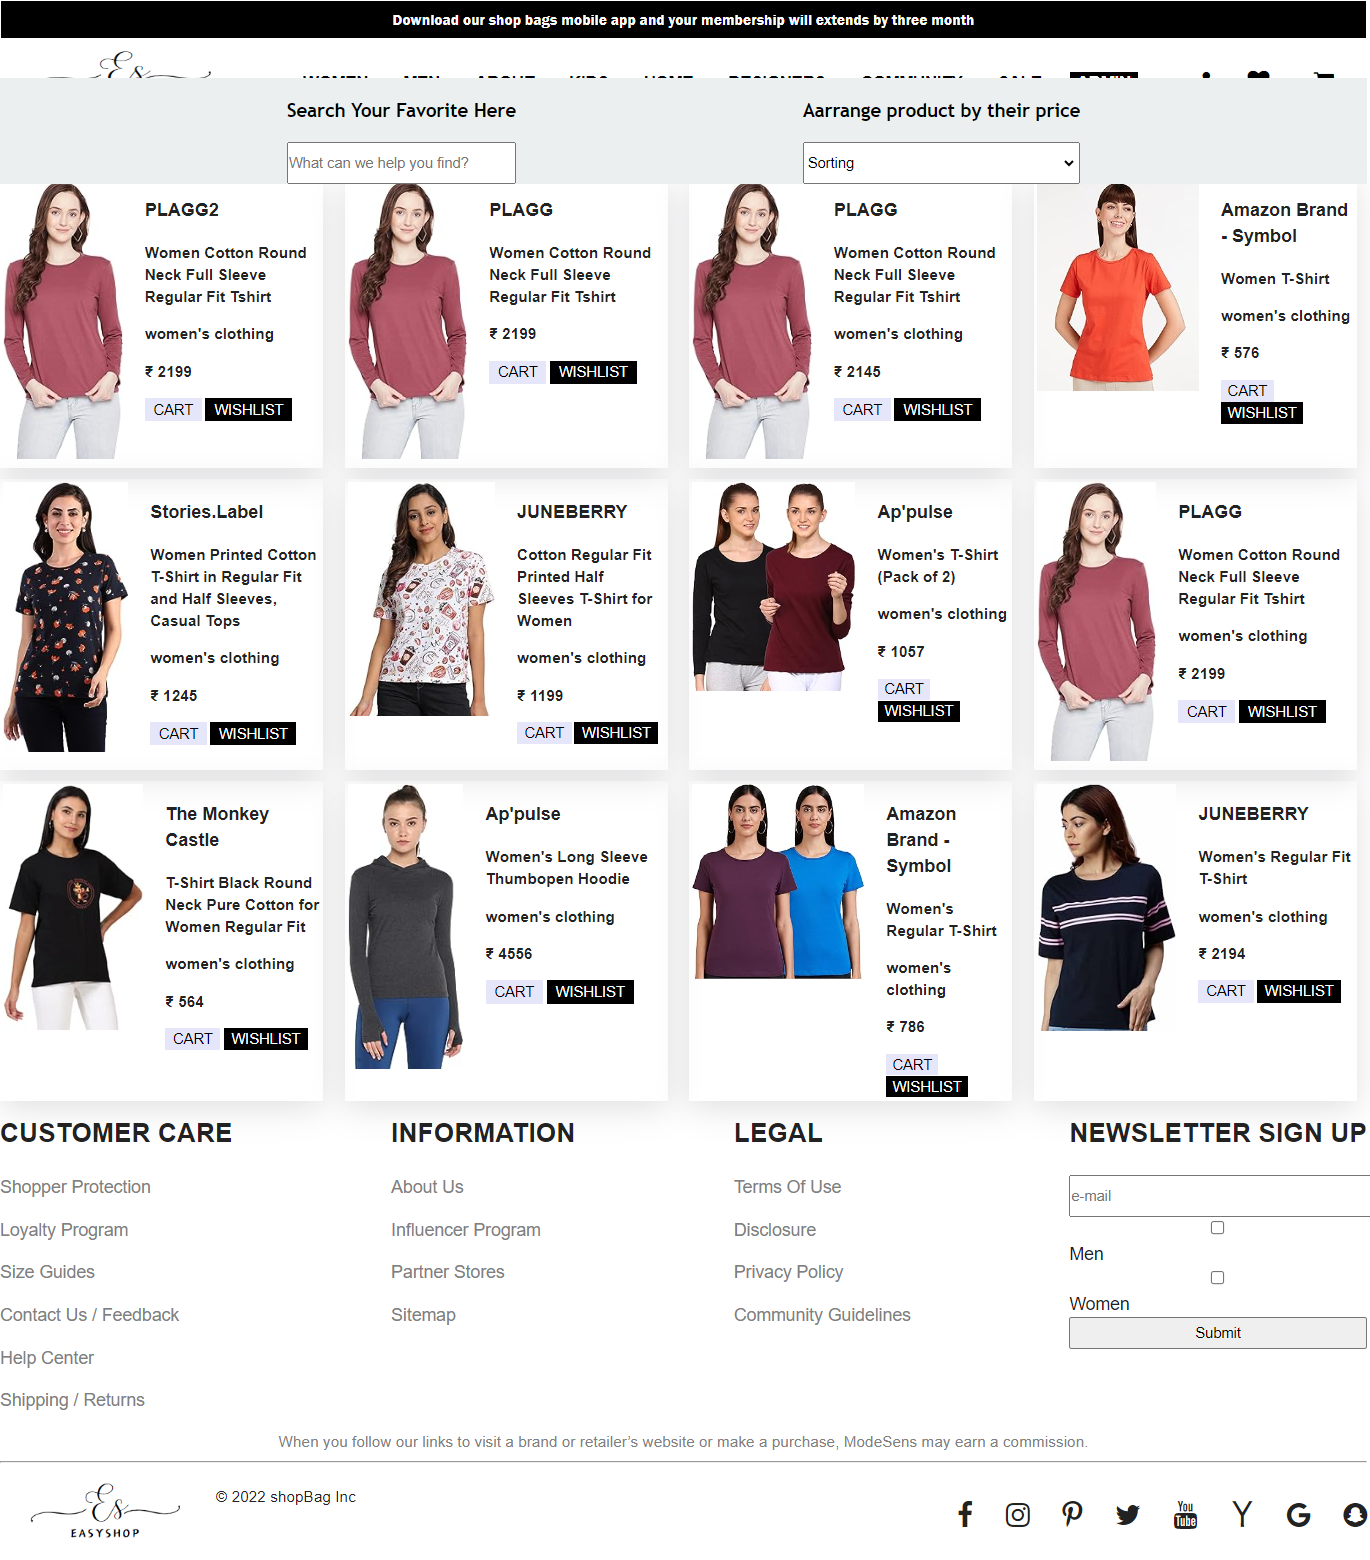 Download our shop bags mobile app and your membership will extends by three month
Es
WOMEN MEN ABOUT KIDS HOME DESIGNERS COMMUNITY SALE ADMIN
Search Your Favorite Here
Aarrange product by their price
What can we help you find?
Sorting
PLAGG2
Women Cotton Round
Neck Full Sleeve
Regular Fit Tshirt
women's clothing
₹ 2199
CART WISHLIST
PLAGG
Women Cotton Round
Neck Full Sleeve
Regular Fit Tshirt
₹ 2199
CART WISHLIST
PLAGG
Women Cotton Round
Neck Full Sleeve
Regular Fit Tshirt
women's clothing
₹ 2145
CART WISHLIST
Amazon Brand
- Symbol
Women T-Shirt
women's clothing
₹ 576
CART
WISHLIST
Stories.Label
Women Printed Cotton
T-Shirt in Regular Fit
and Half Sleeves,
Casual Tops
women's clothing
₹ 1245
CART WISHLIST
JUNEBERRY
Cotton Regular Fit
Printed Half
Sleeves T-Shirt for
Women
women's clothing
₹ 1199
CART WISHLIST
Ap'pulse
Women's T-Shirt
(Pack of 2)
women's clothing
₹ 1057
CART
WISHLIST
PLAGG
Women Cotton Round
Neck Full Sleeve
Regular Fit Tshirt
women's clothing
₹ 2199
CART WISHLIST
The Monkey
Castle
T-Shirt Black Round
Neck Pure Cotton for
Women Regular Fit
women's clothing
₹ 564
CART WISHLIST
Ap'pulse
Women's Long Sleeve
Thumbopen Hoodie
women's clothing
₹ 4556
CART WISHLIST
Amazon
Brand -
Symbol
Women's
Regular T-Shirt
women's
clothing
₹ 786
CART
WISHLIST
JUNEBERRY
Women's Regular Fit
T-Shirt
women's clothing
₹ 2194
CART WISHLIST
CUSTOMER CARE
Shopper Protection
Loyalty Program
Size Guides
Contact Us / Feedback
Help Center
Shipping / Returns
INFORMATION
About Us
Influencer Program
Partner Stores
Sitemap
LEGAL
Terms Of Use
Disclosure
Privacy Policy
Community Guidelines
NEWSLETTER SIGN UP
e-mail
Men
Women
Submit
When you follow our links to visit a brand or retailer’s website or make a purchase, ModeSens may earn a commission.
Es
EASYSHOP
© 2022 shopBag Inc
You
Tube